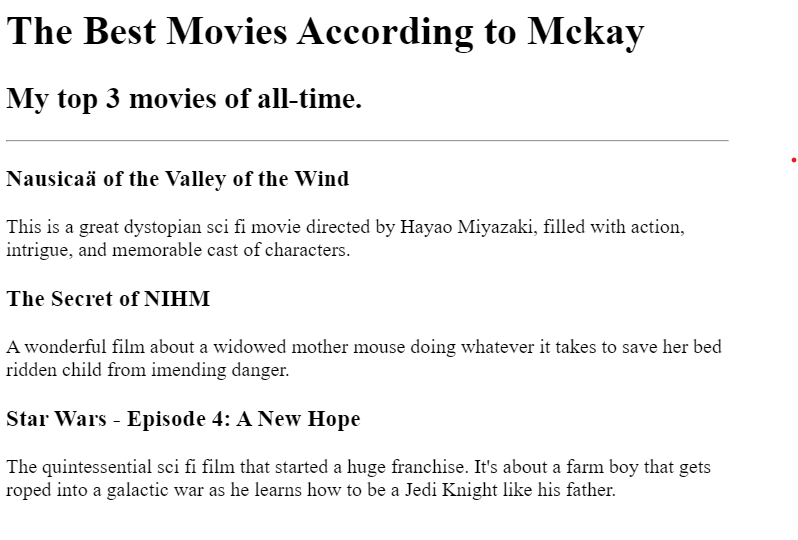 The Best Movies According to Mckay
My top 3 movies of all-time.
Nausicaä of the Valley of the Wind
This is a great dystopian sci fi movie directed by Hayao Miyazaki, filled with action,
intrigue, and memorable cast of characters.
The Secret of NIHM
A wonderful film about a widowed mother mouse doing whatever it takes to save her bed
ridden child from imending danger.
Star Wars - Episode 4: A New Hope
The quintessential sci fi film that started a huge franchise. It's about a farm boy that gets
roped into a galactic war as he learns how to be a Jedi Knight like his father.